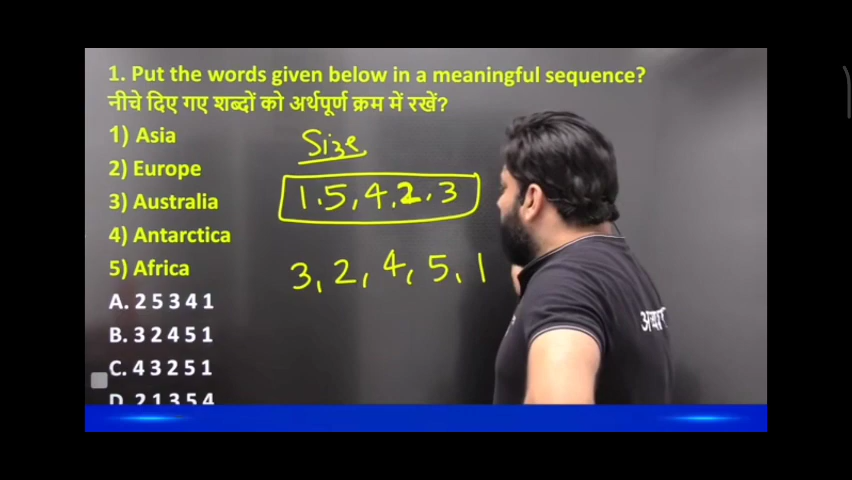 1. Put the words given below in a meaningful sequence?
नीचे दिए गए शब्दों को अर्थपूर्ण क्रम में रखें?
1) Asia
2) Europe
3) Australia
4) Antarctica
5) Africa
A. 2 5 3 4 1
B. 3 2 4 5 1
C. 4 3 2 5 1
D. 2 1 3 5 4
Size
1.5, 4, 2, 3
3, 2, 4, 5, 1